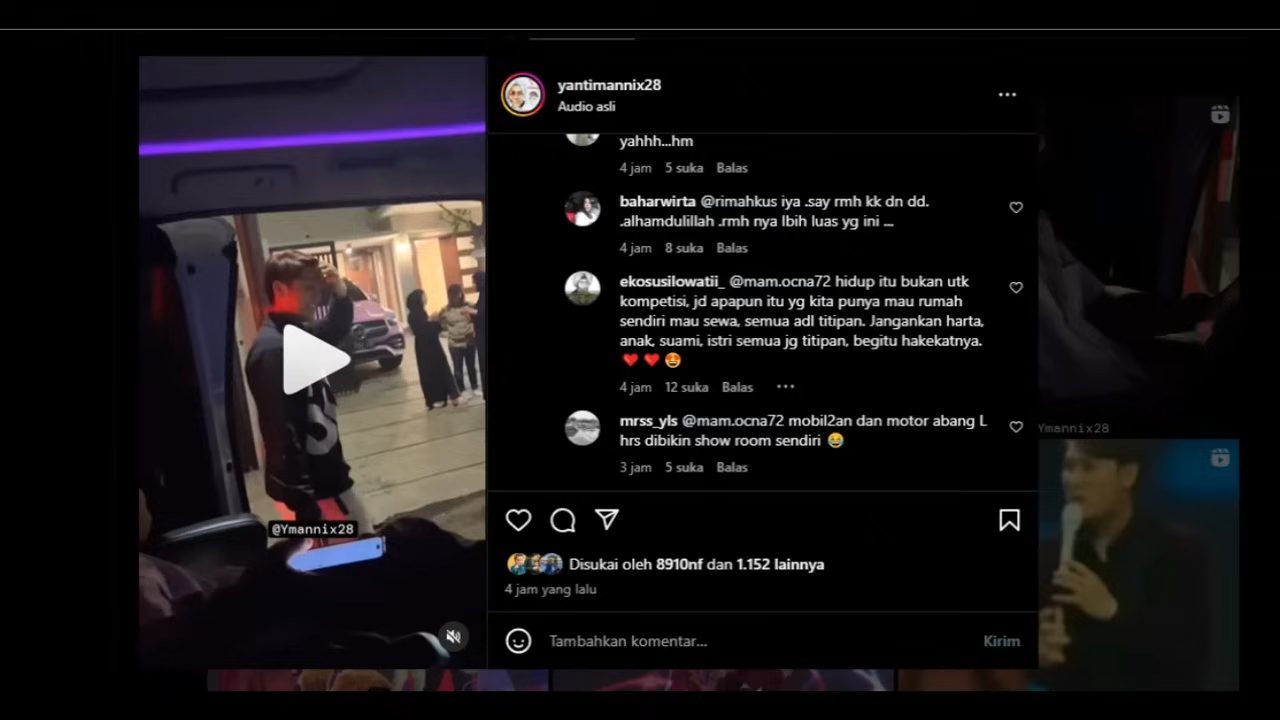 yantimannix28
Audio asli
yahhh...hm
4 jam 5 suka Balas
baharwirta @rimahkus iya .say rmh kk dn dd.
.alhamdulillah .rmh nya lbih luas yg ini ...
4 jam 8 suka Balas
ekosusilowatii_ @mam.ocna72 hidup itu bukan utk
kompetisi, jd apapun itu yg kita punya mau rumah
sendiri mau sewa, semua adl titipan. Jangankan harta,
anak, suami, istri semua jg titipan, begitu hakekatnya.
❤️ ❤️ 🤩
4 jam 12 suka Balas
mrss_yls @mam.ocna72 mobil2an dan motor abang L
hrs dibikin show room sendiri 😂
3 jam 5 suka Balas
Disukai oleh 8910nf dan 1.152 lainnya
4 jam yang lalu
Tambahkan komentar...
Kirim
@Ymannix28
Ymannix28